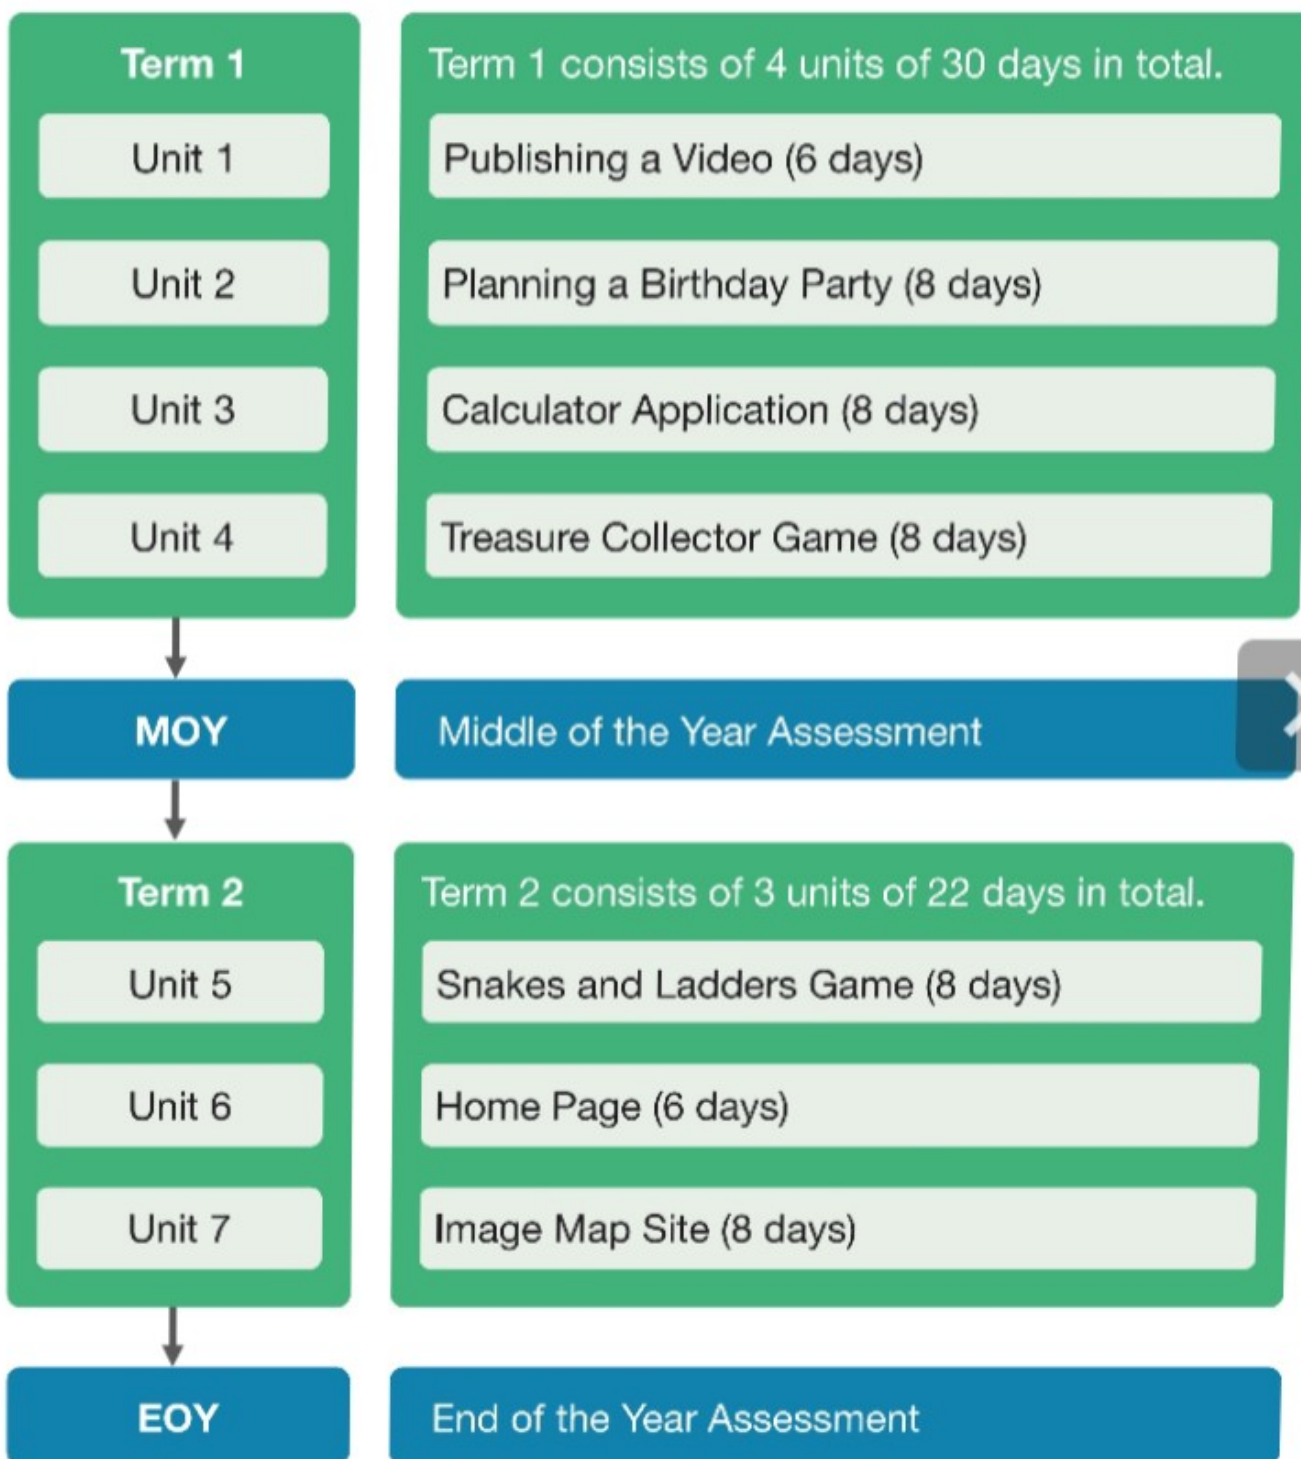 Term 1
Term 1 consists of 4 units of 30 days in total.
Unit 1
Publishing a Video (6 days)
Unit 2
Planning a Birthday Party (8 days)
Unit 3
Calculator Application (8 days)
Unit 4
Treasure Collector Game (8 days)
MOY
Middle of the Year Assessment
Term 2
Term 2 consists of 3 units of 22 days in total.
Unit 5
Snakes and Ladders Game (8 days)
Unit 6
Home Page (6 days)
Unit 7
Image Map Site (8 days)
EOY
End of the Year Assessment